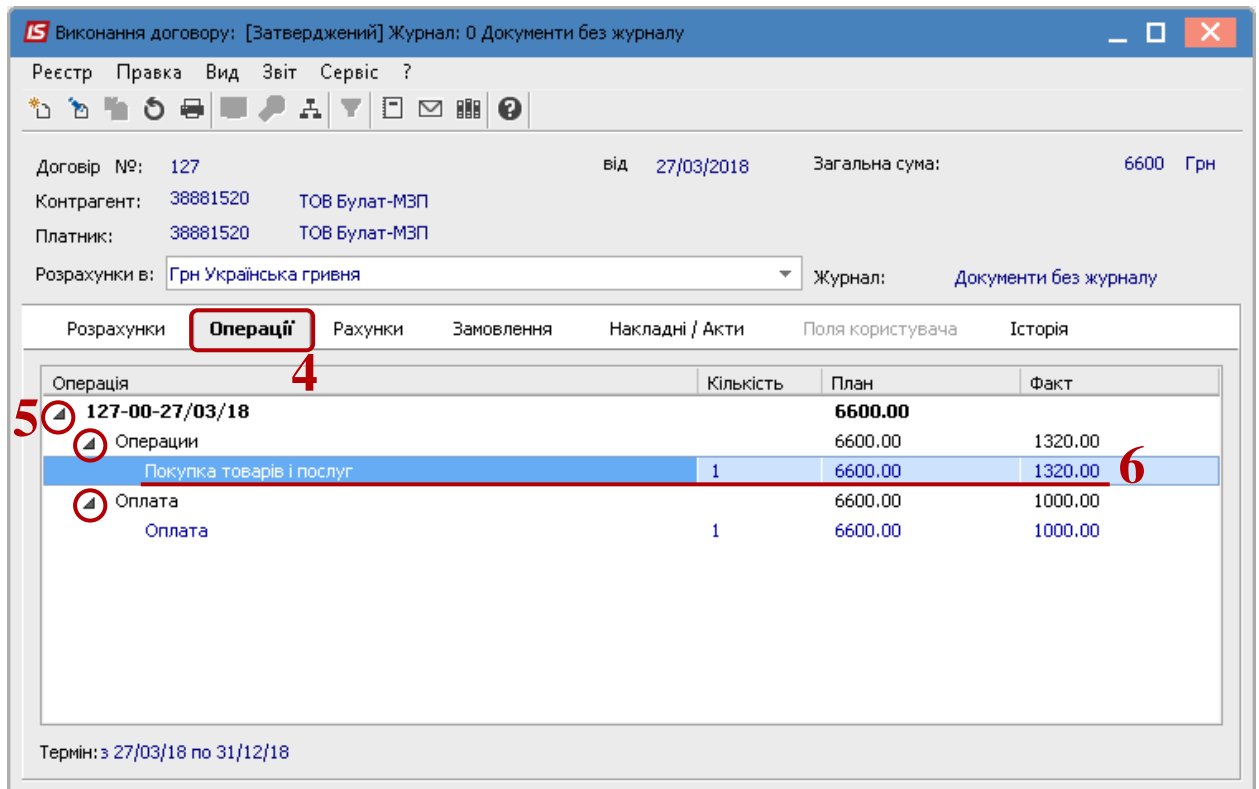 IS Виконання договору: [Затверджений] Журнал: 0 Документи без журналу
Реєстр Правка Вид Звіт Сервіс ?
Договір №: 127 від 27/03/2018 Загальна сума: 6600 Грн
Контрагент: 38881520 ТОВ Булат-МЗП
Платник: 38881520 ТОВ Булат-МЗП
Розрахунки в: Грн Українська гривня Журнал: Документи без журналу
Розрахунки Операції Рахунки Замовлення Накладні / Акти Поля користувача Історія
4
Операція Кількість План Факт
5 127-00-27/03/18 6600.00
Операции 6600.00 1320.00
Покупка товарів і послуг 1 6600.00 1320.00 6
Оплата 6600.00 1000.00
Оплата 1 6600.00 1000.00
Термін: з 27/03/18 по 31/12/18